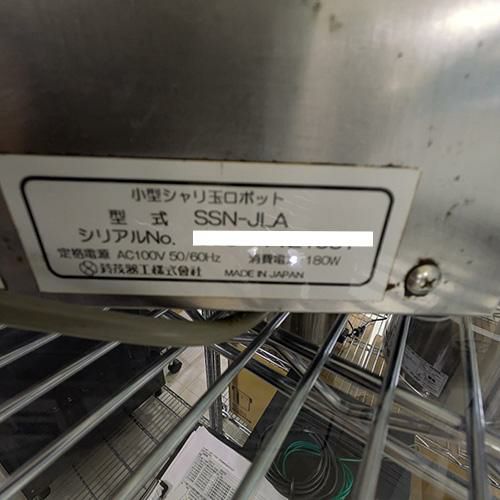 小型シャリ玉ロボット
型 式 SSN-JLA
シリアルNo.
定格電源 AC100V 50/60Hz 消費電力 180W
鈴茂器工株式会社 MADE IN JAPAN